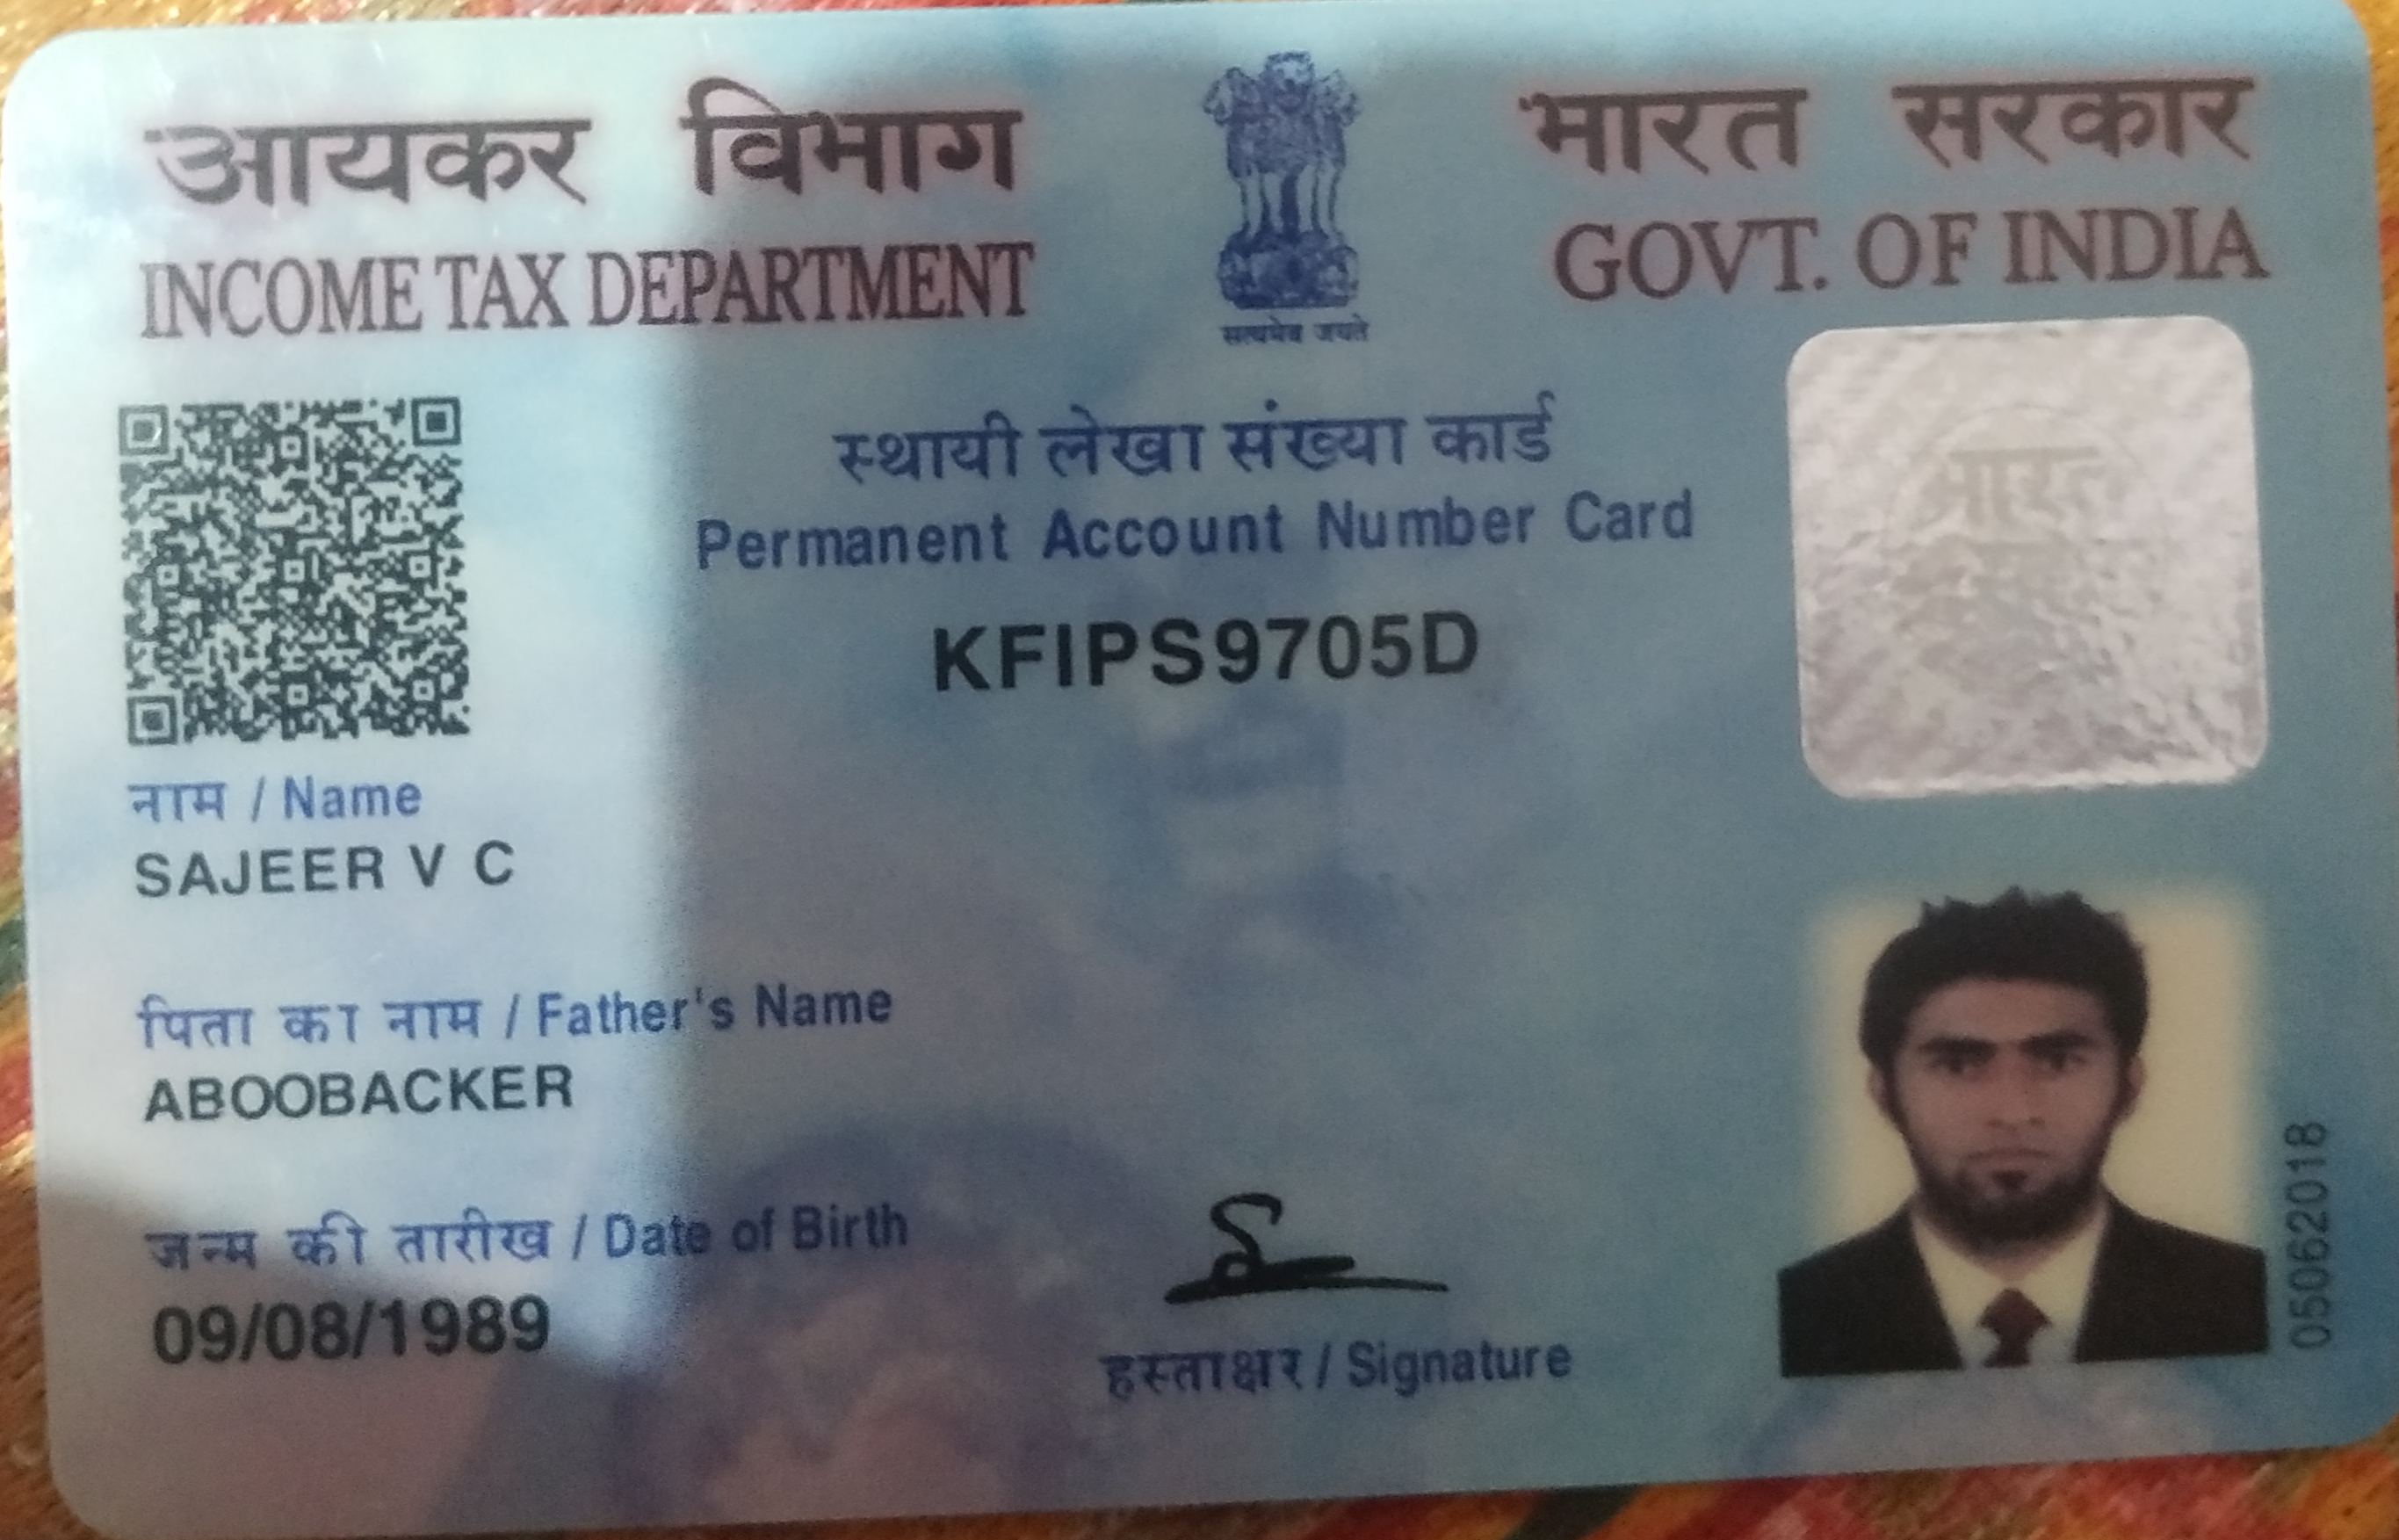 आयकर विभाग
INCOME TAX DEPARTMENT
सत्यमेव जयते
भारत सरकार
GOVT. OF INDIA
स्थायी लेखा संख्या कार्ड
Permanent Account Number Card
KFIPS9705D
भारत
नाम / Name
SAJEER V C
पिता का नाम / Father's Name
ABOOBACKER
जन्म की तारीख / Date of Birth
09/08/1989
हस्ताक्षर / Signature
05062018